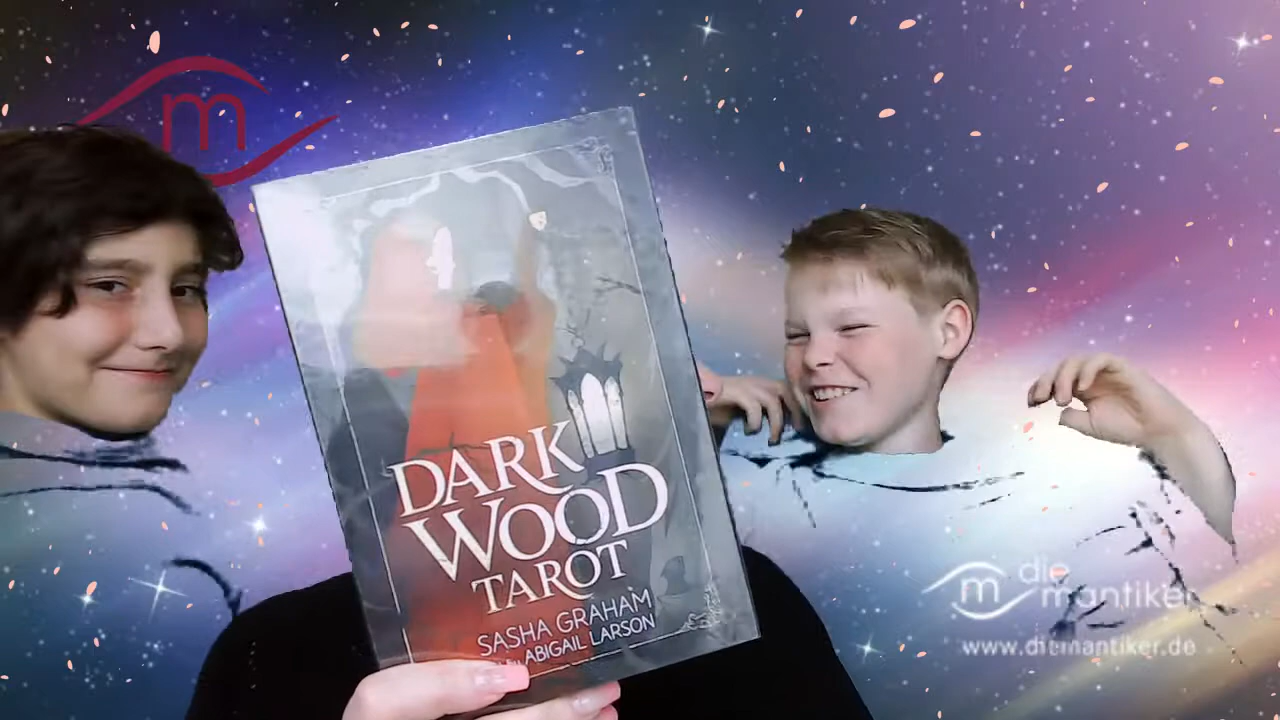 m
DARK
WOOD
TAROT
SASHA GRAHAM
ABIGAIL LARSON
m
die
mantiker
www.diemantiker.de